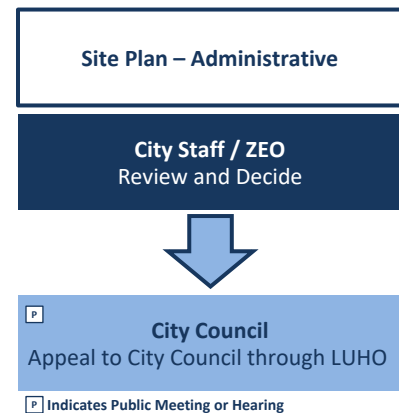 Site Plan – Administrative
City Staff / ZEO
Review and Decide
P
City Council
Appeal to City Council through LUHO
P Indicates Public Meeting or Hearing